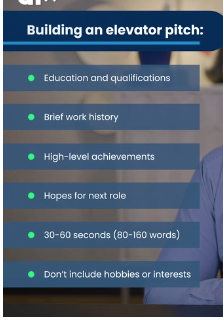 Building an elevator pitch:
Education and qualifications
Brief work history
High-level achievements
Hopes for next role
30-60 seconds (80-160 words)
Don't include hobbies or interests